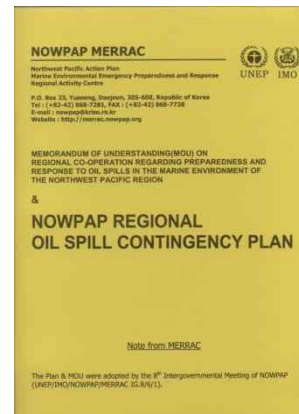 NOWPAP MERRAC
Northwest Pacific Action Plan
Marine Environmental Emergency Preparedness and Response
Regional Activity Centre
UNEP IMO
P.O. Box 23, Yuseong, Daejeon, 305-600, Republic of Korea
Tel : (+82-42) 868-7281, FAX : (+82-42) 868-7738
E-mail : nowpap@kriso.re.kr
Website : http://merrac.nowpap.org
MEMORANDUM OF UNDERSTANDING(MOU) ON
REGIONAL CO-OPERATION REGARDING PREPAREDNESS AND
RESPONSE TO OIL SPILLS IN THE MARINE ENVIRONMENT OF
THE NORTHWEST PACIFIC REGION
&
NOWPAP REGIONAL
OIL SPILL CONTINGENCY PLAN
Note from MERRAC
The Plan & MOU were adopted by the 8th Intergovernmental Meeting of NOWPAP
(UNEP/IMO/NOWPAP/MERRAC IG.8/6/1).